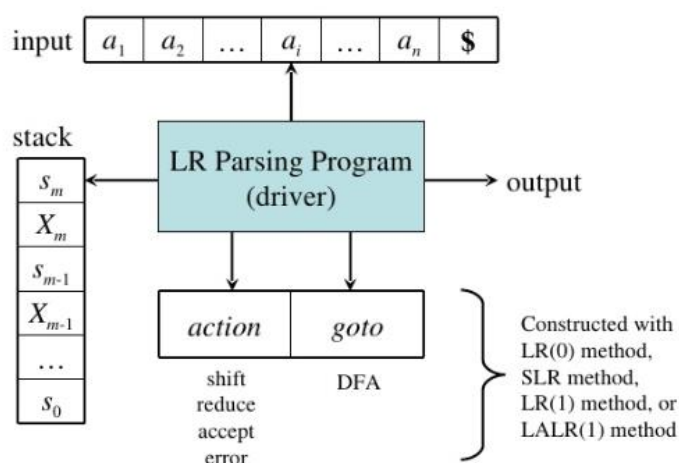 input a₁ a₂ … aᵢ … aₙ $
stack
LR Parsing Program
(driver)
output
sₘ
Xₘ
sₘ₋₁
Xₘ₋₁
…
s₀
action goto
shift
reduce
accept
error
DFA
Constructed with
LR(0) method,
SLR method,
LR(1) method, or
LALR(1) method